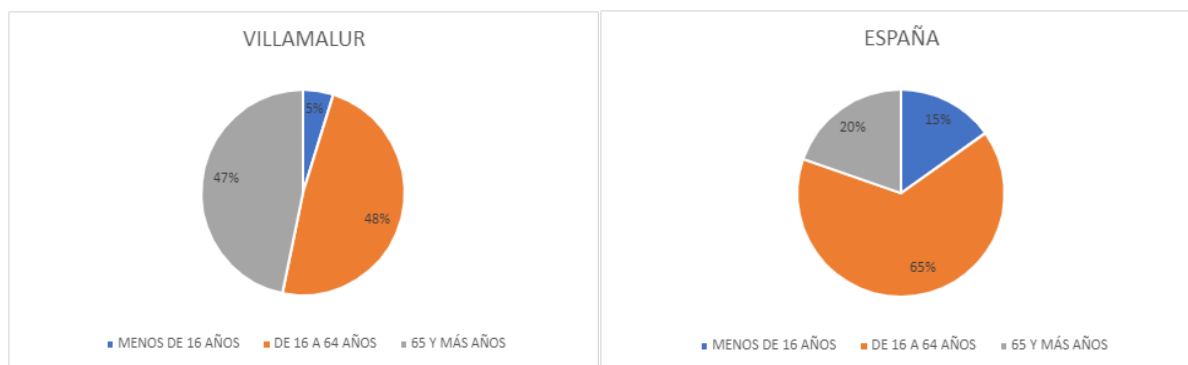 VILLAMALUR
5%
47%
48%
MENOS DE 16 AÑOS DE 16 A 64 AÑOS 65 Y MÁS AÑOS
ESPAÑA
15%
20%
65%
MENOS DE 16 AÑOS DE 16 A 64 AÑOS 65 Y MÁS AÑOS